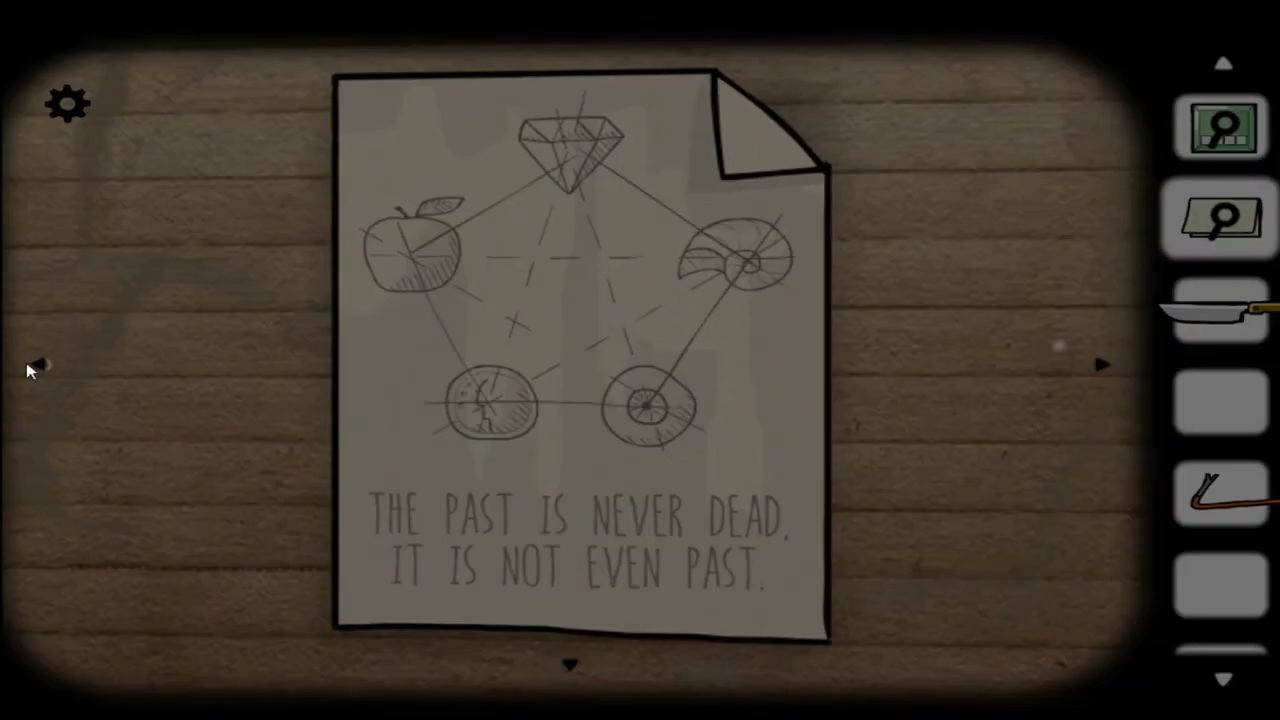 THE PAST IS NEVER DEAD.
IT IS NOT EVEN PAST.